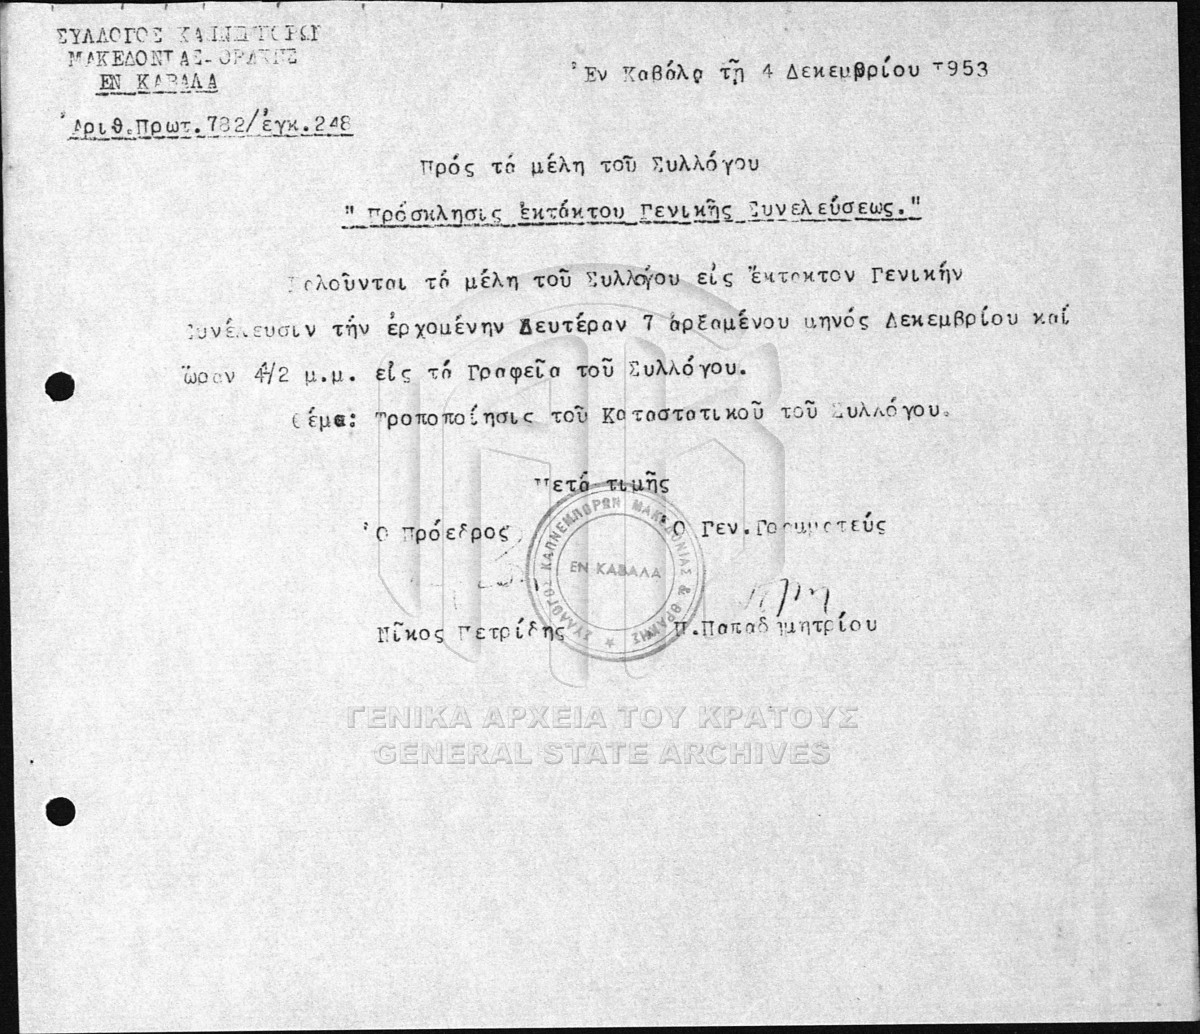 ΣΥΛΛΟΓΟΣ ΚΑΠΝΕΜΠΟΡΩΝ
ΜΑΚΕΔΟΝΙΑΣ-ΘΡΑΚΗΣ
ΕΝ ΚΑΒΑΛΑ
Ἀριθ.Πρωτ.782/ἐγκ.248
Ἐν Καβάλᾳ τῇ 4 Δεκεμβρίου 1953
Πρός τά μέλη τοῦ Συλλόγου
"Πρόσκλησις ἐκτάκτου Γενικῆς Συνελεύσεως."
Καλοῦνται τά μέλη τοῦ Συλλόγου εἰς ἔκτακτον Γενικήν
Συνέλευσιν τήν ἐρχομένην Δευτέραν 7 ἀρξαμένου μηνός Δεκεμβρίου καί
ὥραν 4½ μ.μ. εἰς τά Γραφεῖα τοῦ Συλλόγου.
Θέμα: Τροποποίησις τοῦ Καταστατικοῦ τοῦ Συλλόγου.
Μετά τιμῆς
Ὁ Πρόεδρος Ὁ Γεν.Γραμματεύς
ΣΥΛΛΟΓΟΣ ΚΑΠΝΕΜΠΟΡΩΝ ΜΑΚΕΔΟΝΙΑΣ & ΘΡΑΚΗΣ
ΕΝ ΚΑΒΑΛΑ
Νῖκος Πετρίδης Π.Παπαδημητρίου
ΓΕΝΙΚΑ ΑΡΧΕΙΑ ΤΟΥ ΚΡΑΤΟΥΣ
GENERAL STATE ARCHIVES